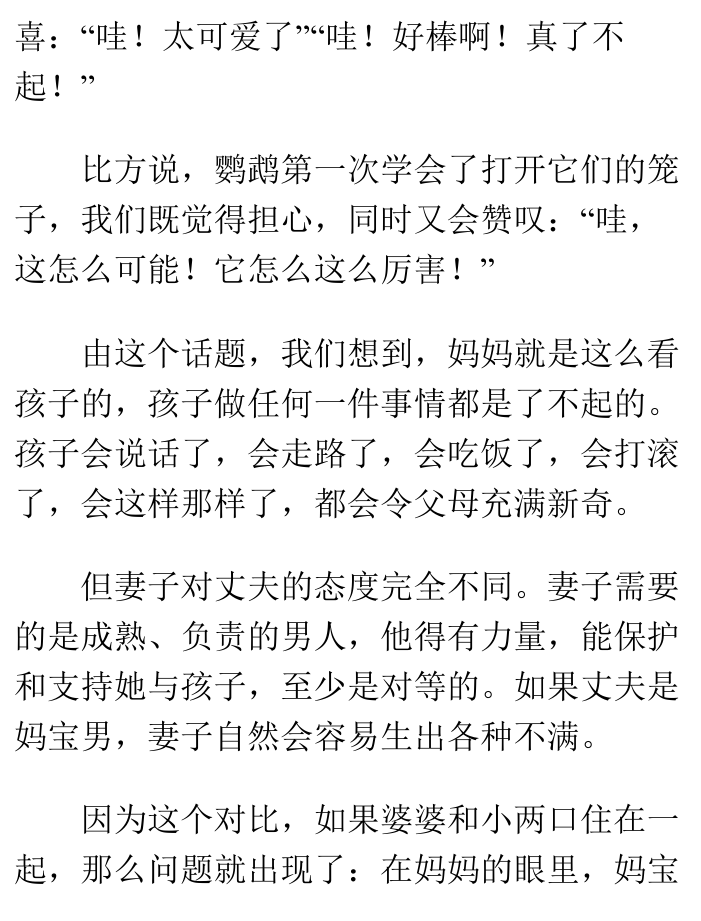 喜：“哇！太可爱了”“哇！好棒啊！真了不
起！”
比方说，鹦鹉第一次学会了打开它们的笼
子，我们既觉得担心，同时又会赞叹：“哇，
这怎么可能！它怎么这么厉害！”
由这个话题，我们想到，妈妈就是这么看
孩子的，孩子做任何一件事情都是了不起的。
孩子会说话了，会走路了，会吃饭了，会打滚
了，会这样那样了，都会令父母充满新奇。
但妻子对丈夫的态度完全不同。妻子需要
的是成熟、负责的男人，他得有力量，能保护
和支持她与孩子，至少是对等的。如果丈夫是
妈宝男，妻子自然会容易生出各种不满。
因为这个对比，如果婆婆和小两口住在一
起，那么问题就出现了：在妈妈的眼里，妈宝